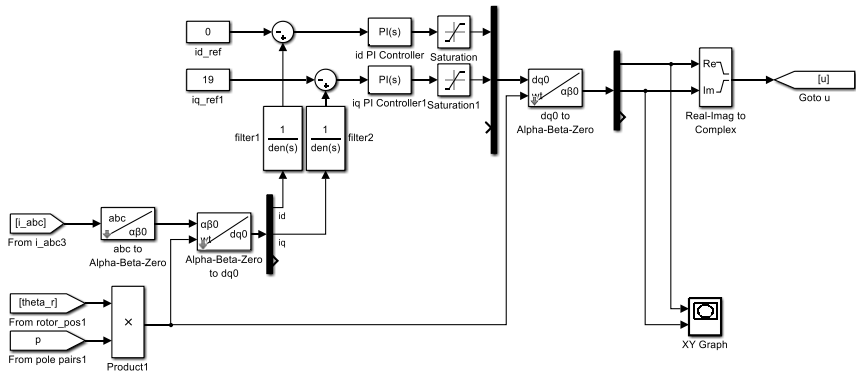 0
id_ref
PI(s)
id PI Controller
Saturation
19
iq_ref1
PI(s)
iq PI Controller1
Saturation1
dq0
wt
αβ0
dq0 to
Alpha-Beta-Zero
Re
Im
Real-Imag to
Complex
[u]
Goto u
filter1
1
den(s)
1
den(s)
filter2
id
iq
[i_abc]
From i_abc3
abc
αβ0
abc to
Alpha-Beta-Zero
αβ0
wt
dq0
Alpha-Beta-Zero
to dq0
[theta_r]
From rotor_pos1
p
From pole pairs1
×
Product1
XY Graph